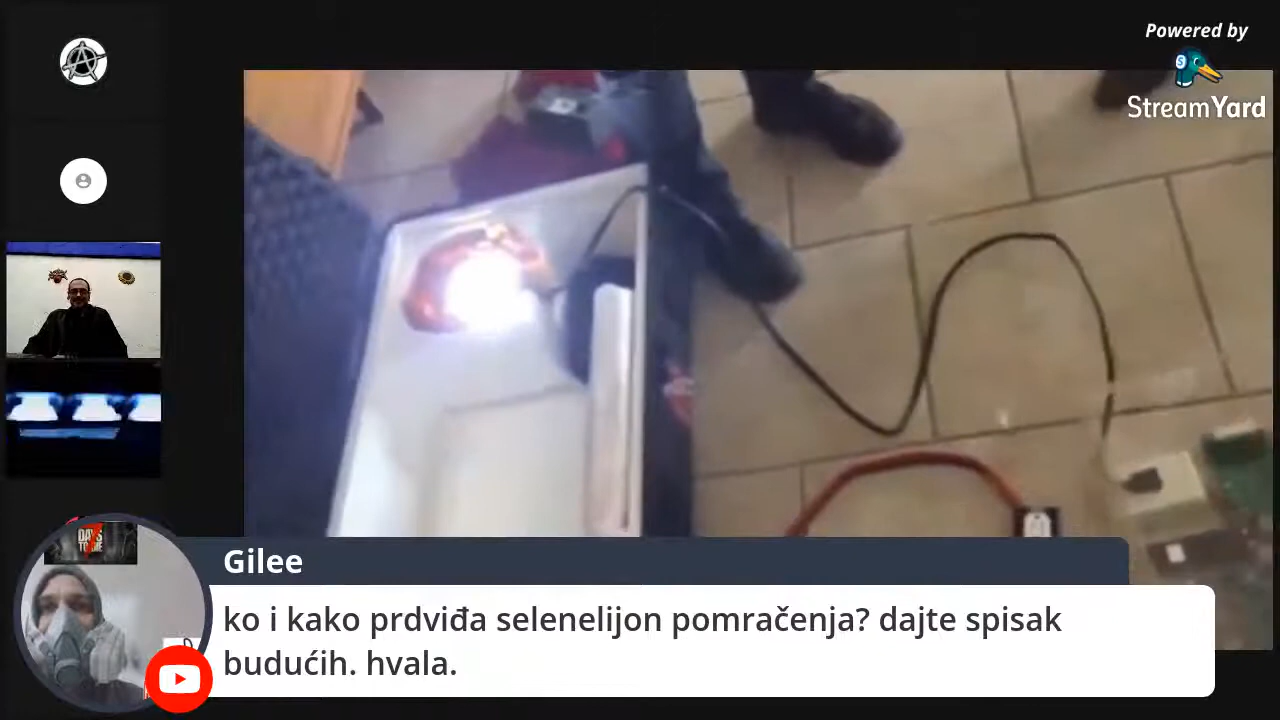 Powered by
StreamYard
Gilee
ko i kako prdviđa selenelijon pomračenja? dajte spisak
budućih. hvala.